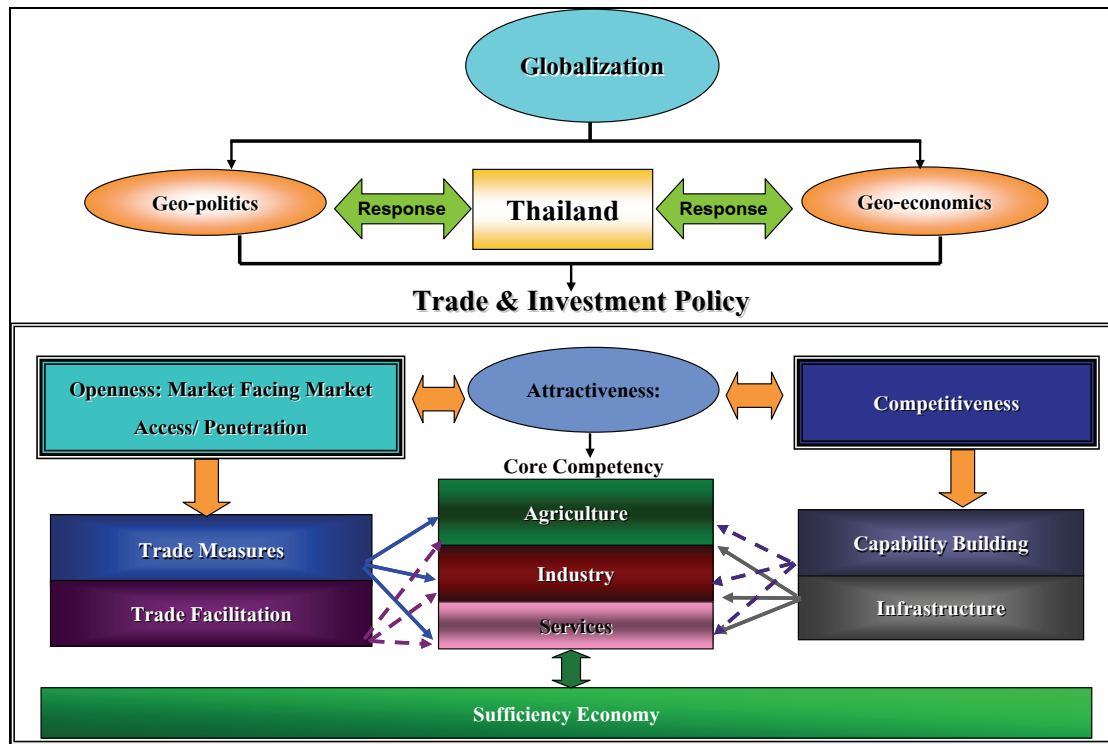 Globalization
Geo-politics
Response
Thailand
Response
Geo-economics
Trade & Investment Policy
Openness: Market Facing Market
Access/ Penetration
Attractiveness:
Competitiveness
Core Competency
Agriculture
Trade Measures
Capability Building
Industry
Trade Facilitation
Infrastructure
Services
Sufficiency Economy